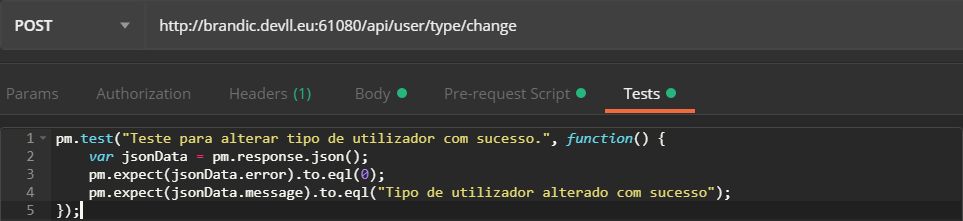 POST http://brandic.devll.eu:61080/api/user/type/change
Params Authorization Headers (1) Body Pre-request Script Tests
1 pm.test("Teste para alterar tipo de utilizador com sucesso.", function() {
2 var jsonData = pm.response.json();
3 pm.expect(jsonData.error).to.eql(0);
4 pm.expect(jsonData.message).to.eql("Tipo de utilizador alterado com sucesso");
5 });